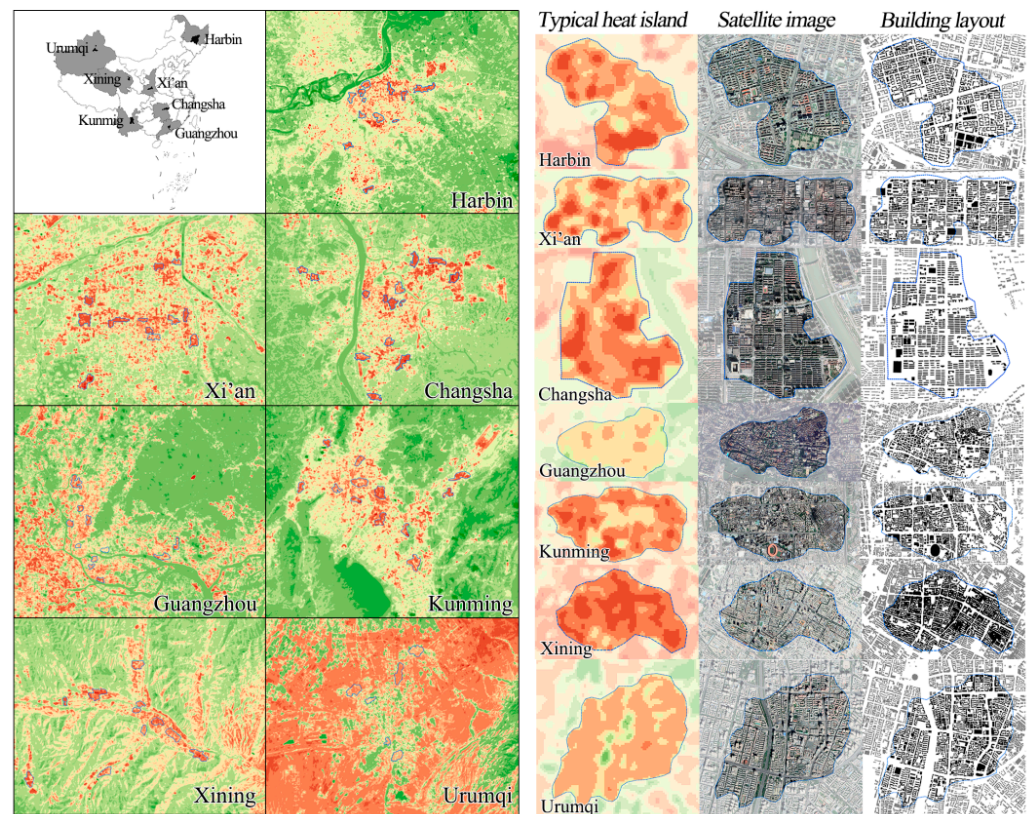 Urumqi
Harbin
Xining
Xi'an
Changsha
Kunmig
Guangzhou
Harbin
Xi'an
Changsha
Guangzhou
Kunming
Xining
Urumqi
Typical heat island
Satellite image
Building layout
Harbin
Xi'an
Changsha
Guangzhou
Kunming
Xining
Urumqi